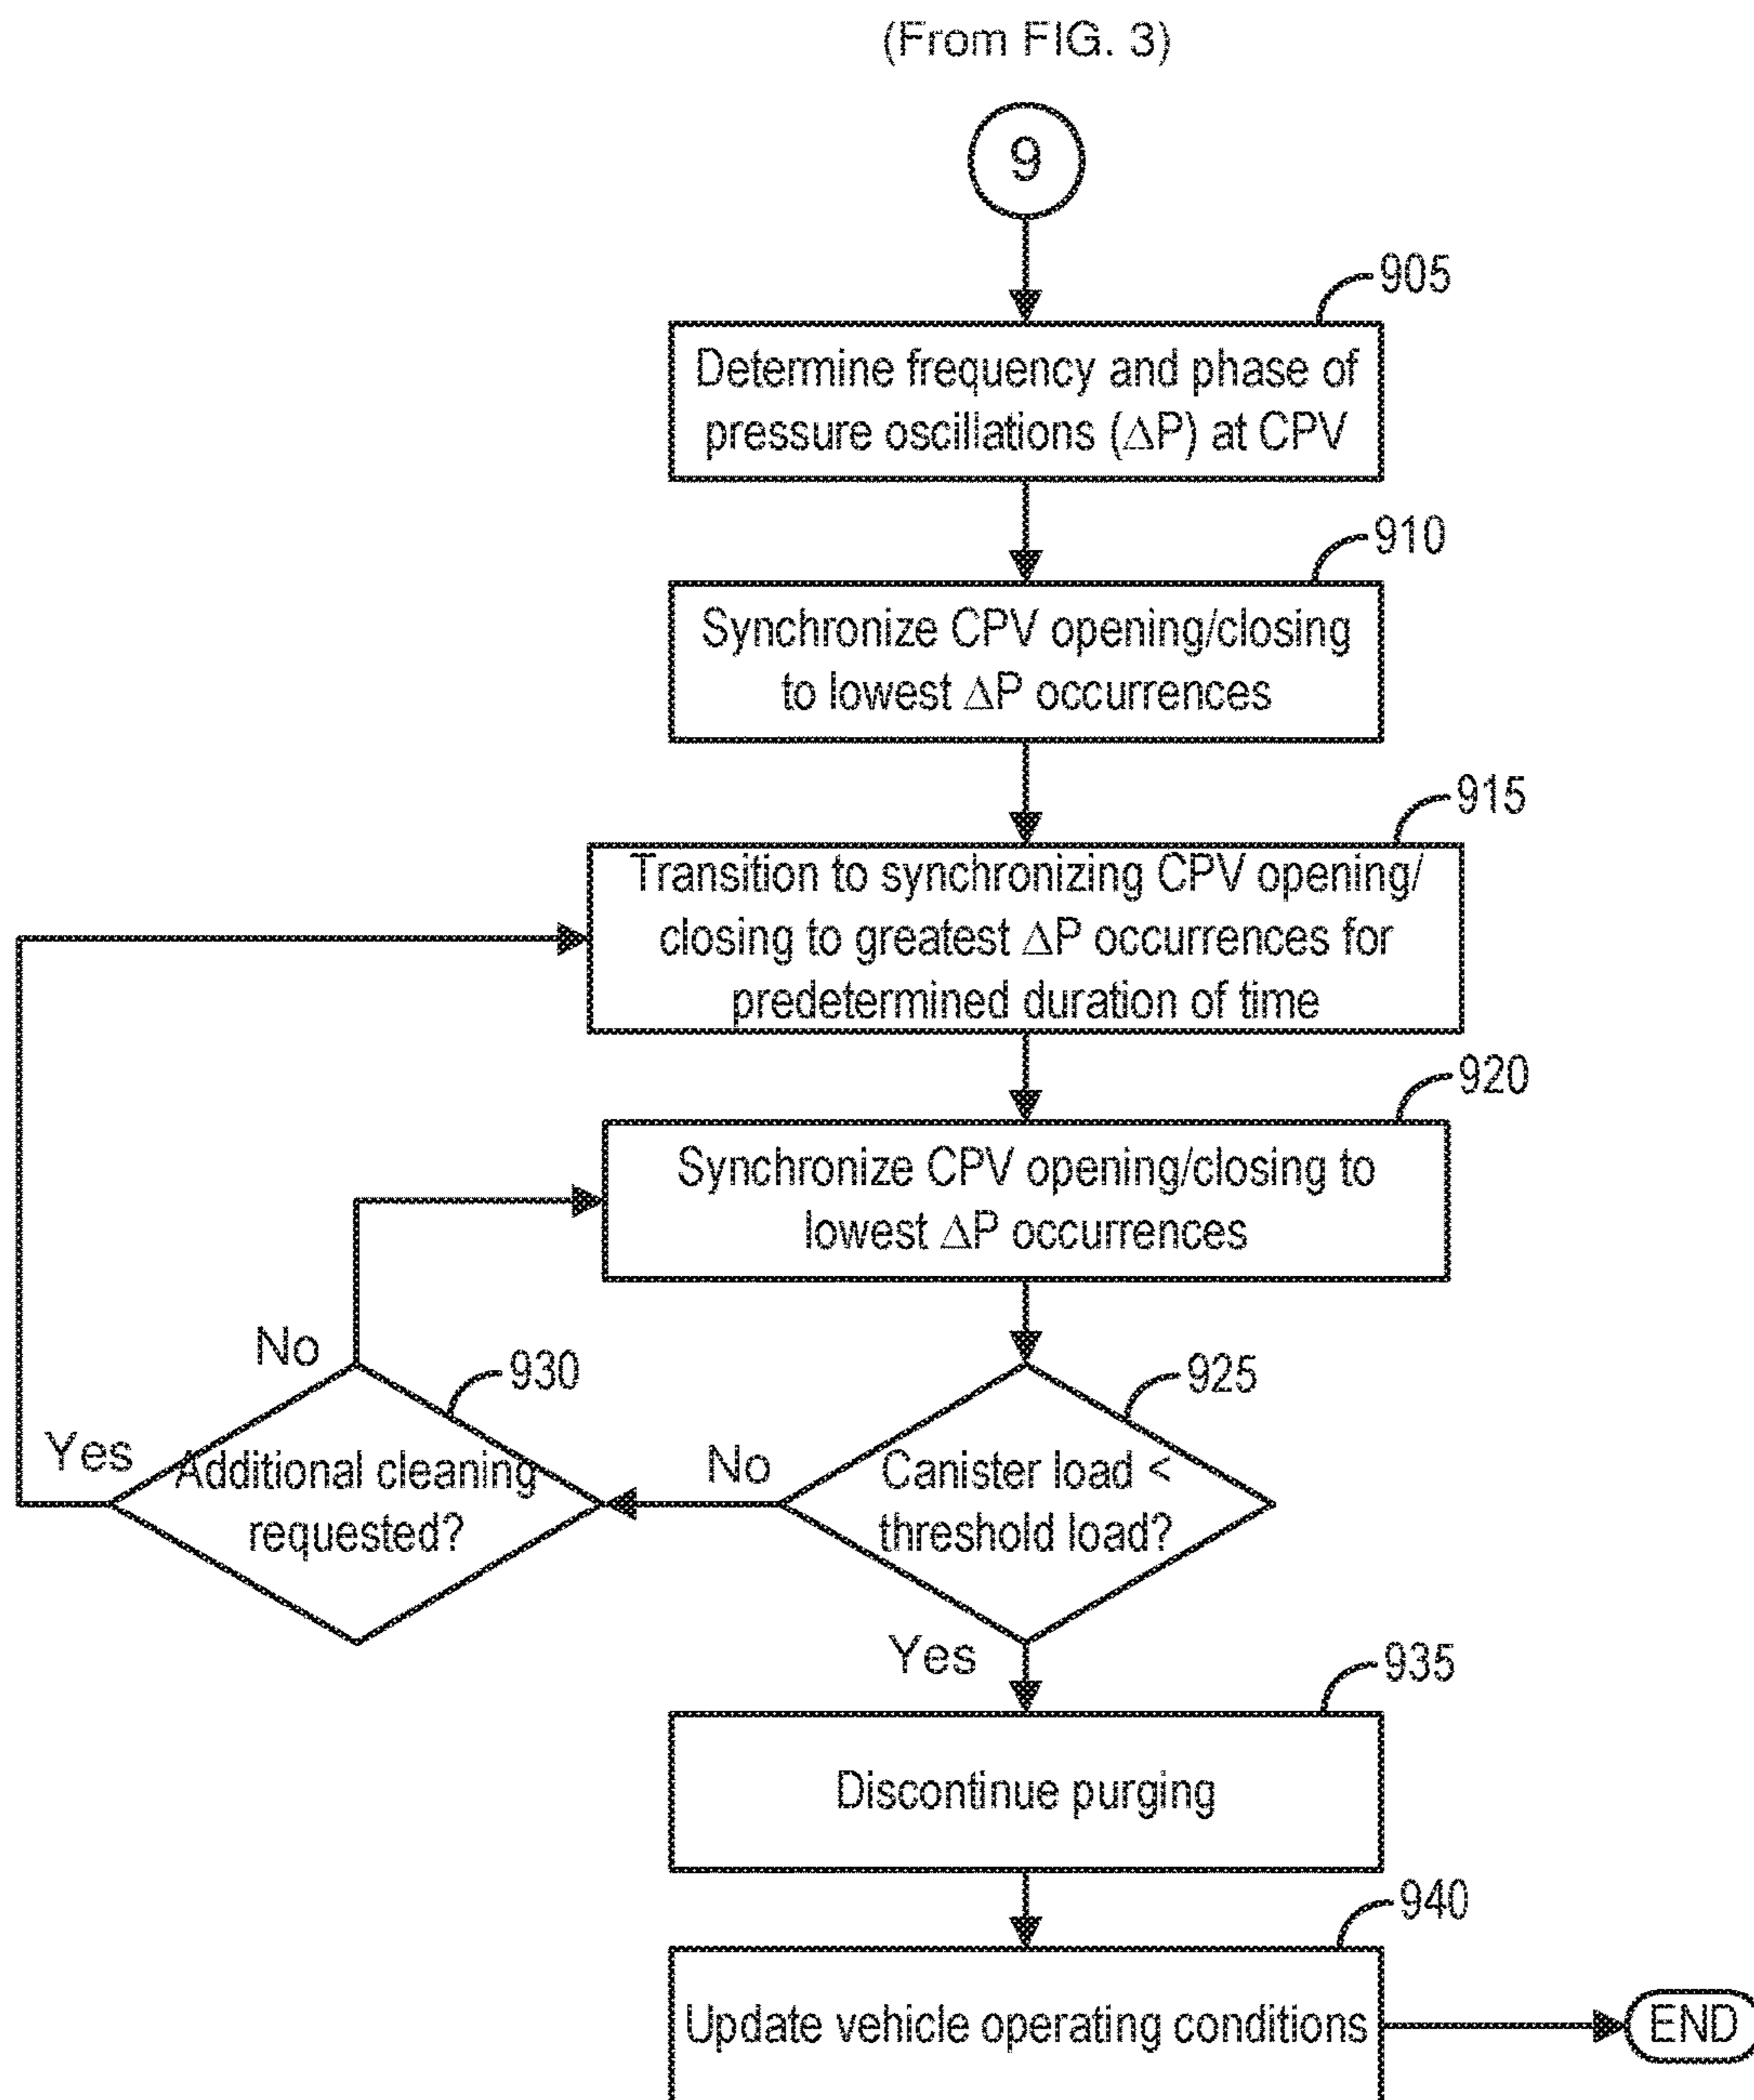 (From FIG. 3)
9
905
Determine frequency and phase of
pressure oscillations (ΔP) at CPV
910
Synchronize CPV opening/closing
to lowest ΔP occurrences
915
Transition to synchronizing CPV opening/
closing to greatest ΔP occurrences for
predetermined duration of time
920
Synchronize CPV opening/closing to
lowest ΔP occurrences
No
930
925
Yes
Additional cleaning
requested?
No
Canister load <
threshold load?
Yes
935
Discontinue purging
940
Update vehicle operating conditions
END